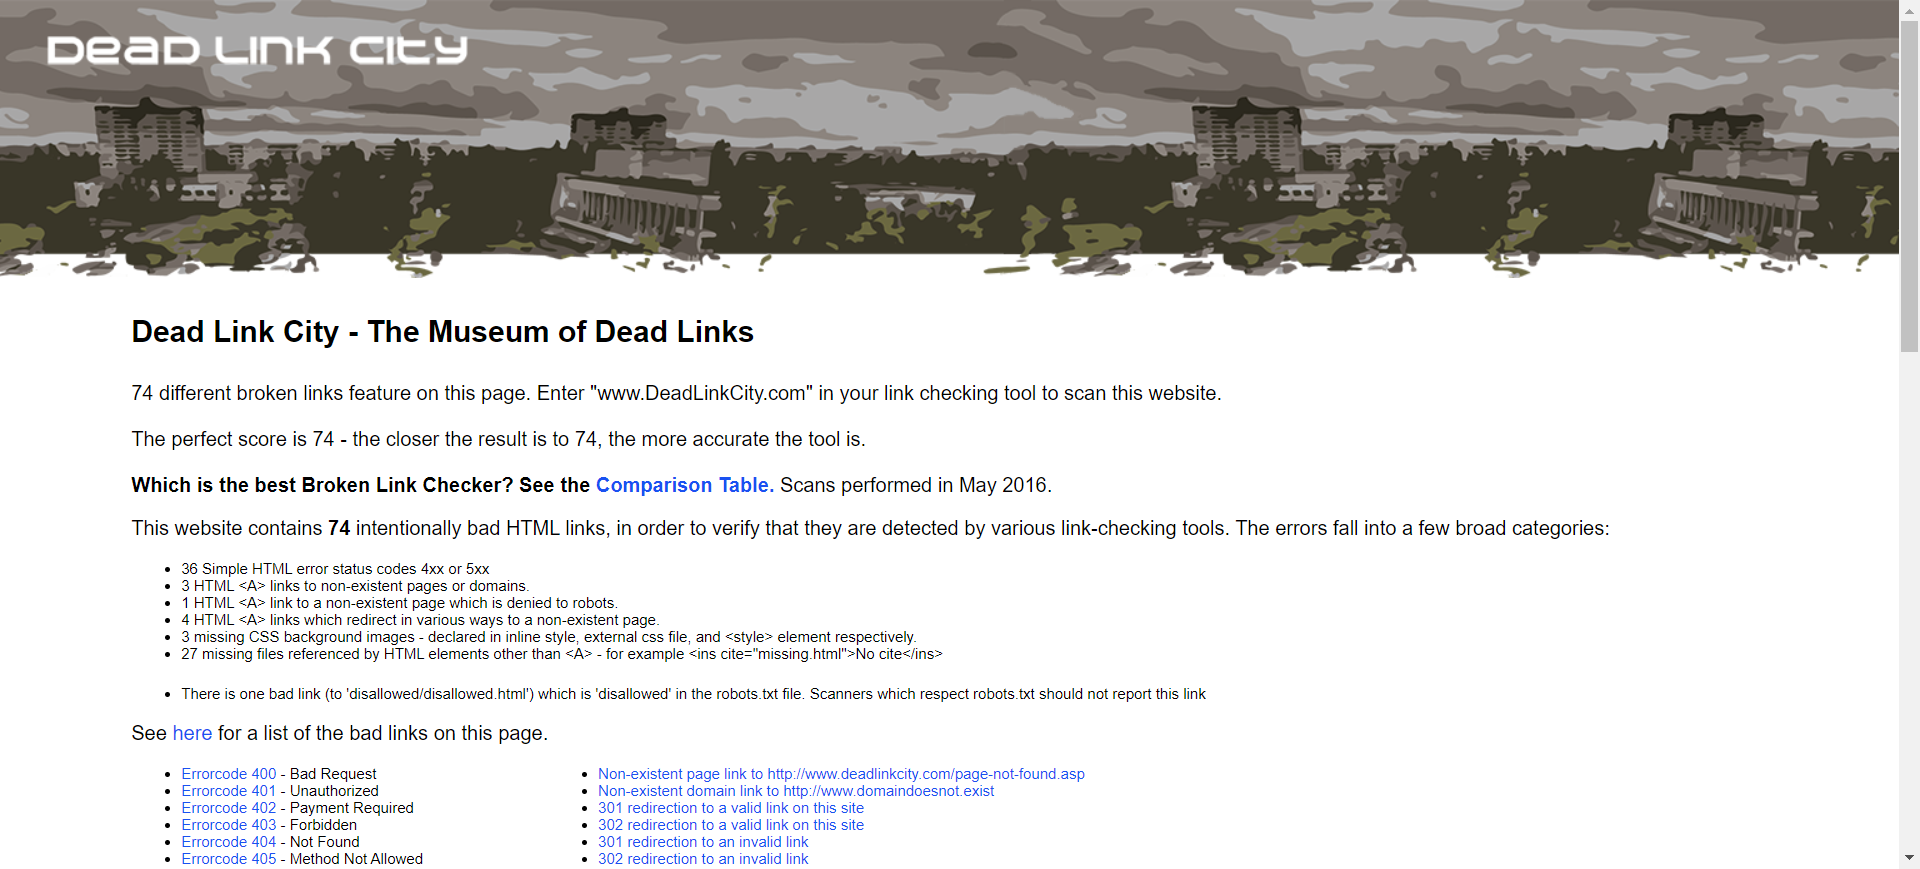 DEAD LINK CITY
Dead Link City - The Museum of Dead Links
74 different broken links feature on this page. Enter "www.DeadLinkCity.com" in your link checking tool to scan this website.
The perfect score is 74 - the closer the result is to 74, the more accurate the tool is.
Which is the best Broken Link Checker? See the Comparison Table. Scans performed in May 2016.
This website contains 74 intentionally bad HTML links, in order to verify that they are detected by various link-checking tools. The errors fall into a few broad categories:
• 36 Simple HTML error status codes 4xx or 5xx
• 3 HTML <A> links to non-existent pages or domains.
• 1 HTML <A> link to a non-existent page which is denied to robots.
• 4 HTML <A> links which redirect in various ways to a non-existent page.
• 3 missing CSS background images - declared in inline style, external css file, and <style> element respectively.
• 27 missing files referenced by HTML elements other than <A> - for example <ins cite="missing.html">No cite</ins>
• There is one bad link (to 'disallowed/disallowed.html') which is 'disallowed' in the robots.txt file. Scanners which respect robots.txt should not report this link
See here for a list of the bad links on this page.
• Errorcode 400 - Bad Request
• Errorcode 401 - Unauthorized
• Errorcode 402 - Payment Required
• Errorcode 403 - Forbidden
• Errorcode 404 - Not Found
• Errorcode 405 - Method Not Allowed
• Non-existent page link to http://www.deadlinkcity.com/page-not-found.asp
• Non-existent domain link to http://www.domaindoesnot.exist
• 301 redirection to a valid link on this site
• 302 redirection to a valid link on this site
• 301 redirection to an invalid link
• 302 redirection to an invalid link